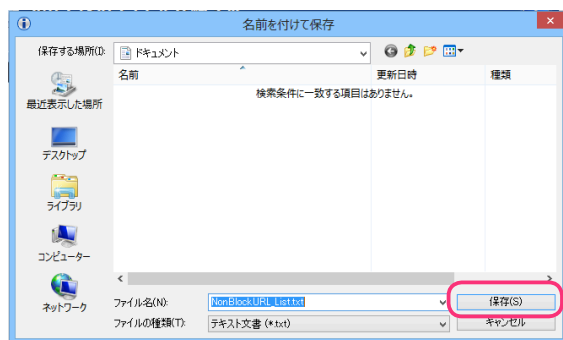 名前を付けて保存
保存する場所(I):
ドキュメント
名前
更新日時
種類
検索条件に一致する項目はありません。
最近表示した場所
デスクトップ
ライブラリ
コンピューター
ネットワーク
ファイル名(N):
NonBlockURL_List.txt
保存(S)
ファイルの種類(T):
テキスト文書 (*.txt)
キャンセル